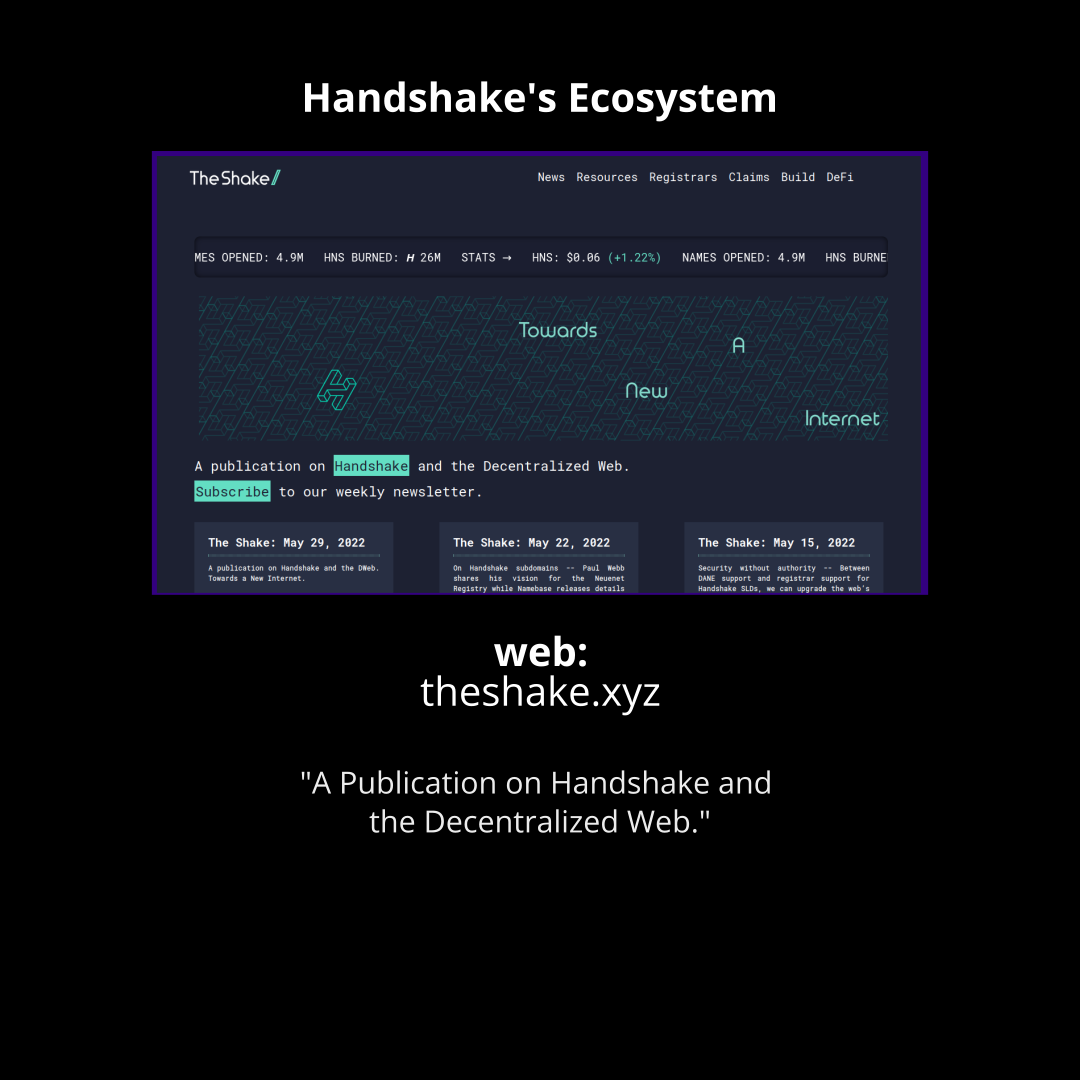 Handshake's Ecosystem
TheShake//
News Resources Registrars Claims Build DeFi
MES OPENED: 4.9M HNS BURNED: H 26M STATS → HNS: $0.06 (+1.22%) NAMES OPENED: 4.9M HNS BURNE
Towards
A
New
Internet
A publication on Handshake and the Decentralized Web.
Subscribe to our weekly newsletter.
The Shake: May 29, 2022
A publication on Handshake and the DWeb.
Towards a New Internet.
The Shake: May 22, 2022
On Handshake subdomains -- Paul Webb
shares his vision for the Neuenet
Registry while Namebase releases details
The Shake: May 15, 2022
Security without authority -- Between
DANE support and registrar support for
Handshake SLDs, we can upgrade the web's
web:
theshake.xyz
"A Publication on Handshake and
the Decentralized Web."